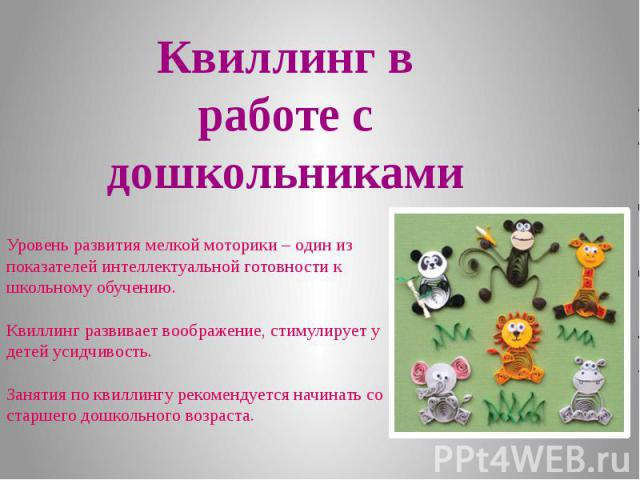 Квиллинг в
работе с
дошкольниками
Уровень развития мелкой моторики – один из
показателей интеллектуальной готовности к
школьному обучению.
Квиллинг развивает воображение, стимулирует у
детей усидчивость.
Занятия по квиллингу рекомендуется начинать со
старшего дошкольного возраста.
PPt4WEB.ru